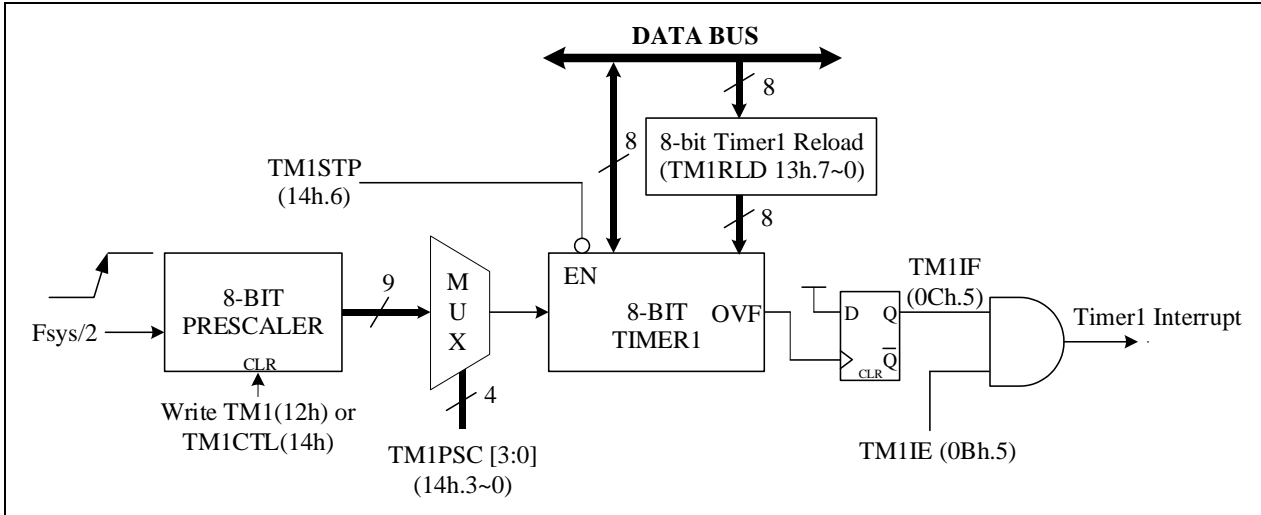 DATA BUS
8
8
8-bit Timer1 Reload
(TM1RLD 13h.7~0)
8
TM1STP
(14h.6)
EN
8-BIT
TIMER1
OVF
M
U
X
9
8-BIT
PRESCALER
CLR
Fsys/2
Write TM1(12h) or
TM1CTL(14h)
4
TM1PSC [3:0]
(14h.3~0)
TM1IF
(0Ch.5)
D
Q
Q̅
CLR
Timer1 Interrupt
TM1IE (0Bh.5)